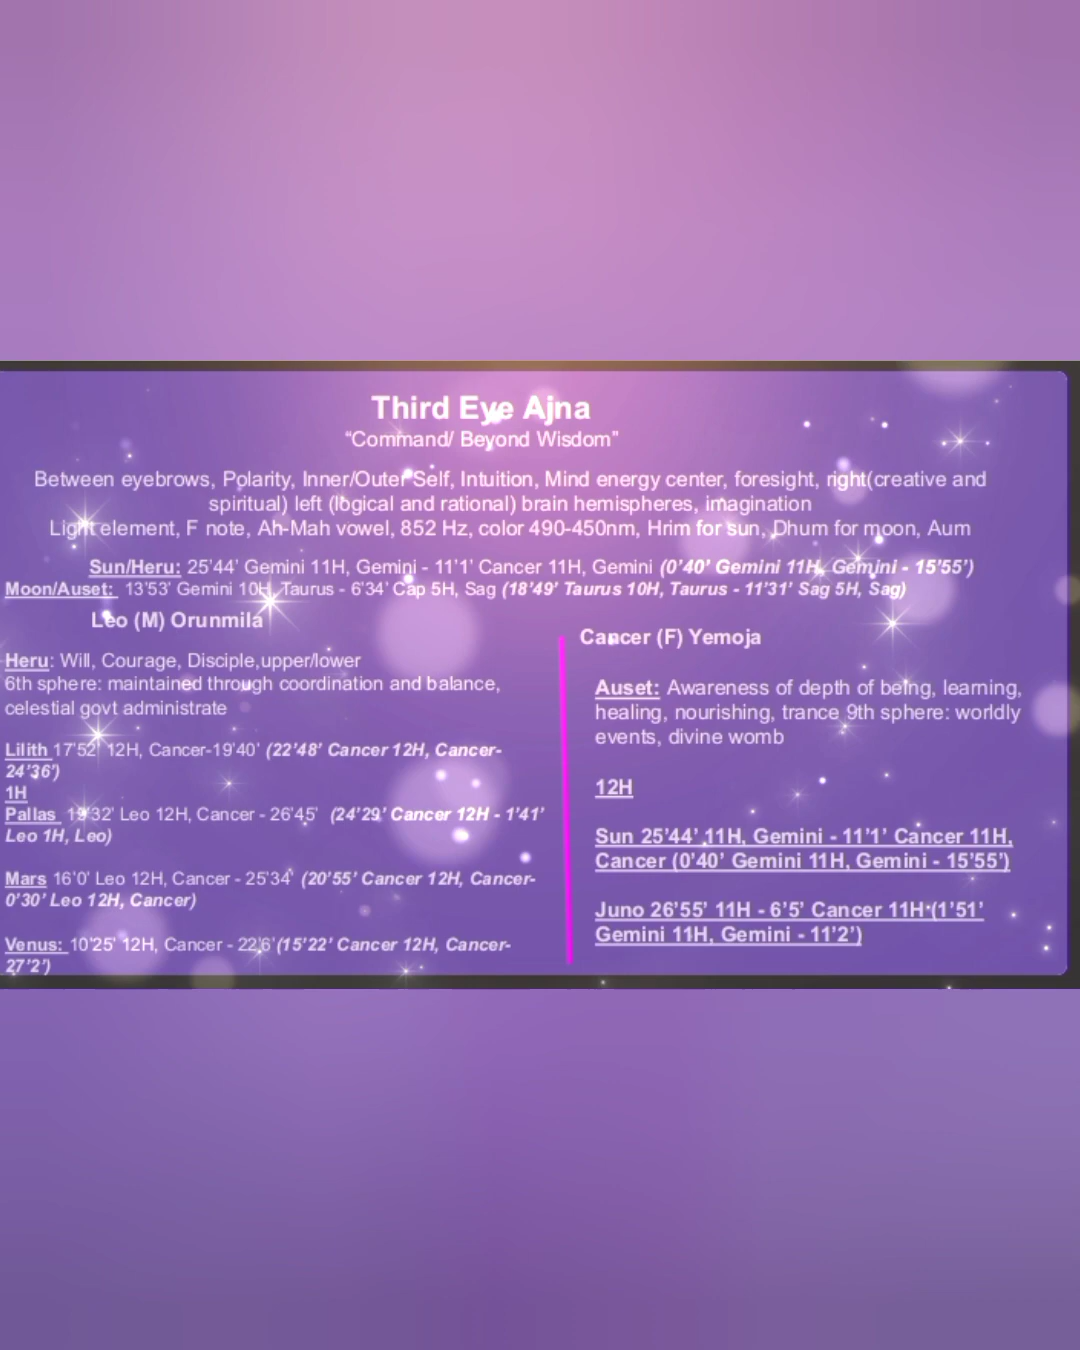 Third Eye Ajna
“Command/ Beyond Wisdom”
Between eyebrows, Polarity, Inner/Outer Self, Intuition, Mind energy center, foresight, right(creative and
spiritual) left (logical and rational) brain hemispheres, imagination
Light element, F note, Ah-Mah vowel, 852 Hz, color 490-450nm, Hrim for sun, Dhum for moon, Aum
Sun/Heru: 25’44’ Gemini 11H, Gemini - 11’1’ Cancer 11H, Gemini (0’40’ Gemini 11H, Gemini - 15’55’)
Moon/Auset: 13’53’ Gemini 10H, Taurus - 6’34’ Cap 5H, Sag (18’49’ Taurus 10H, Taurus - 11’31’ Sag 5H, Sag)
Leo (M) Orunmila
Heru: Will, Courage, Disciple,upper/lower
6th sphere: maintained through coordination and balance,
celestial govt administrate
Lilith 17’52’ 12H, Cancer-19’40’ (22’48’ Cancer 12H, Cancer-
24’36’)
1H
Pallas 19’32’ Leo 12H, Cancer - 26’45’ (24’29’ Cancer 12H - 1’41’
Leo 1H, Leo)
Mars 16’0’ Leo 12H, Cancer - 25’34’ (20’55’ Cancer 12H, Cancer-
0’30’ Leo 12H, Cancer)
Venus: 10’25’ 12H, Cancer - 22’6’(15’22’ Cancer 12H, Cancer-
27’2’)
Cancer (F) Yemoja
Auset: Awareness of depth of being, learning,
healing, nourishing, trance 9th sphere: worldly
events, divine womb
12H
Sun 25’44’ 11H, Gemini - 11’1’ Cancer 11H,
Cancer (0’40’ Gemini 11H, Gemini - 15’55’)
Juno 26’55’ 11H - 6’5’ Cancer 11H (1’51’
Gemini 11H, Gemini - 11’2’)